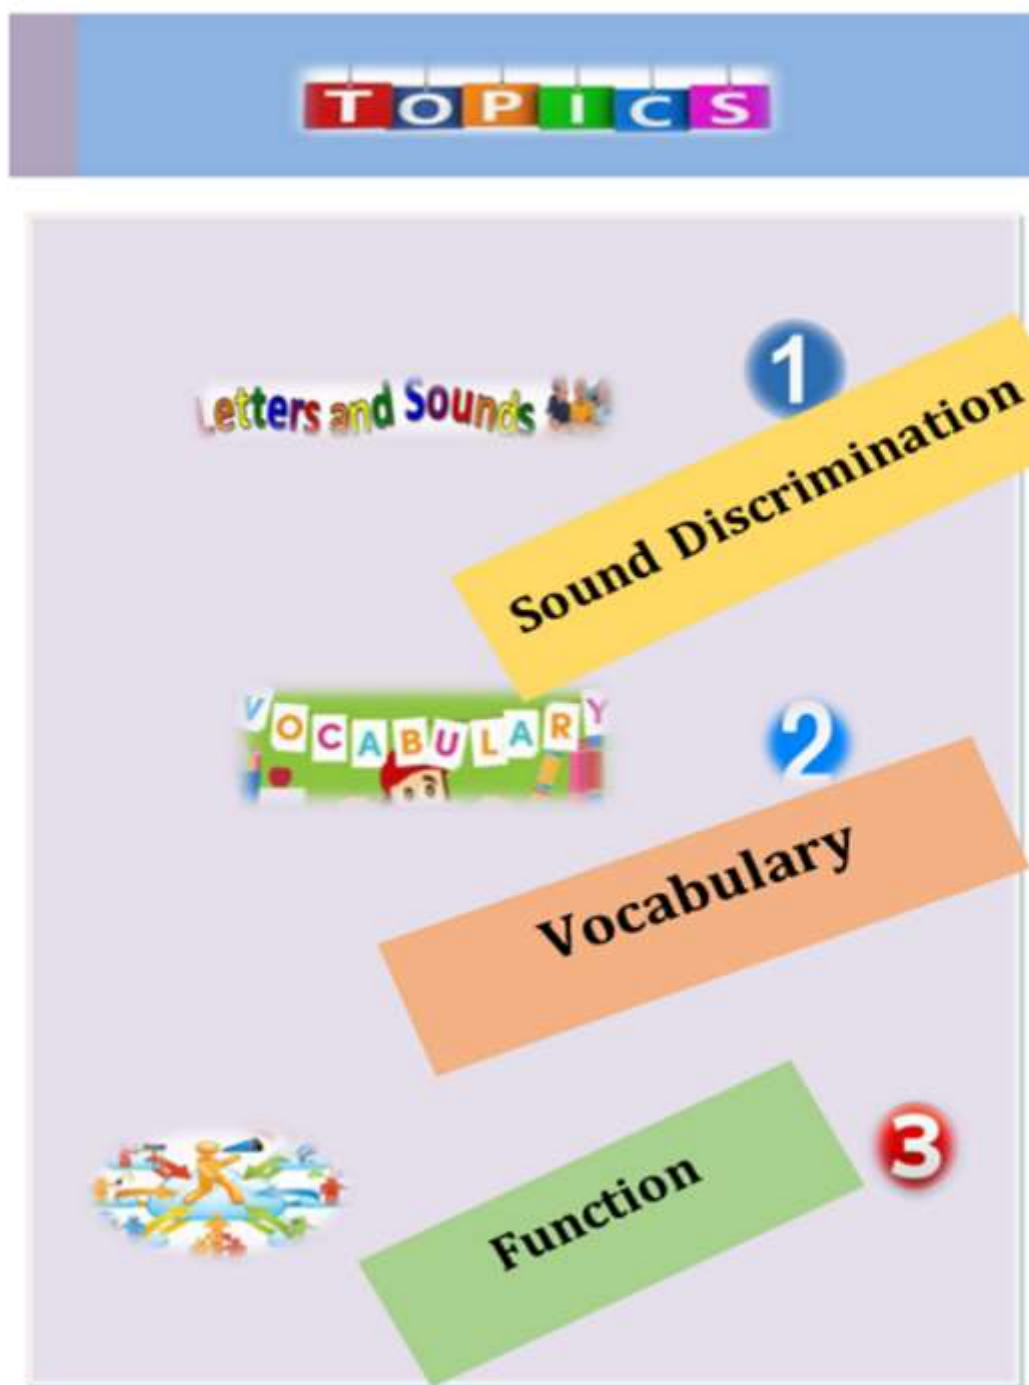 TOPICS
1
Letters and Sounds
Sound Discrimination
VOCABULARY
2
Vocabulary
3
Function